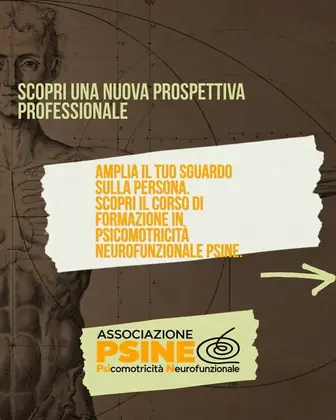 SCOPRI UNA NUOVA PROSPETTIVA
PROFESSIONALE
AMPLIA IL TUO SGUARDO
SULLA PERSONA.
SCOPRI IL CORSO DI
FORMAZIONE IN
PSICOMOTRICITÀ
NEUROFUNZIONALE PSINE.
ASSOCIAZIONE
PSINE
Psicomotricità Neurofunzionale